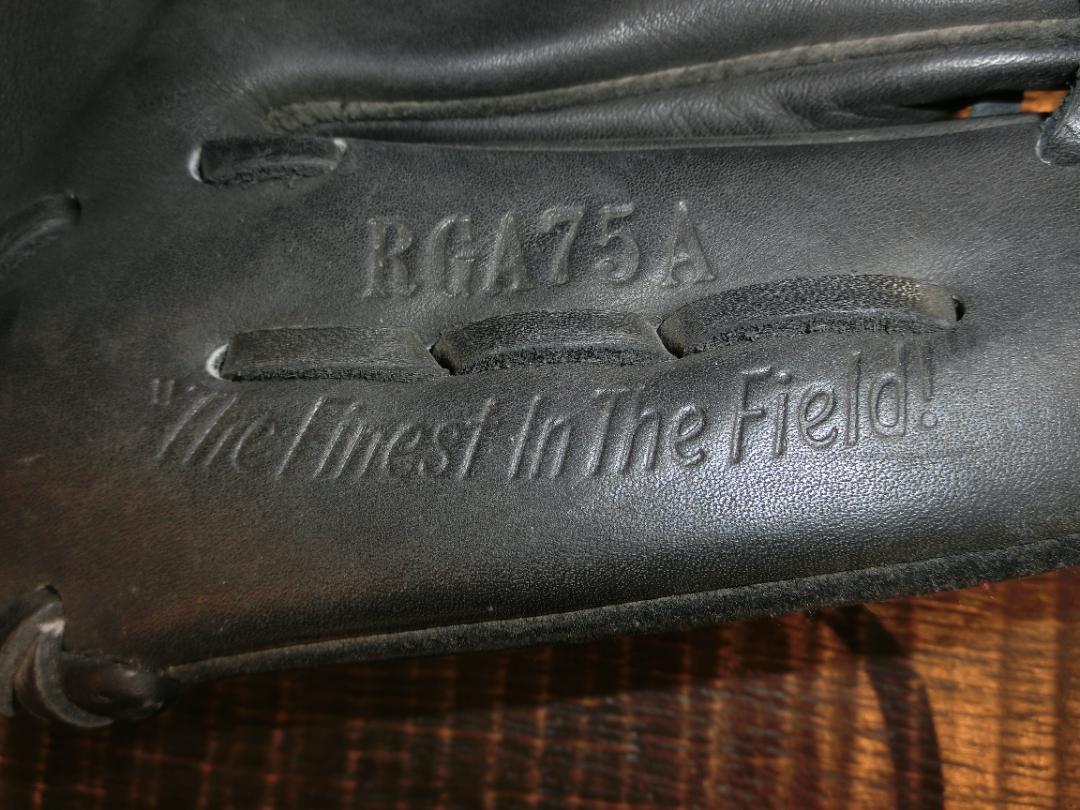 RGA75A
"The Finest In The Field!